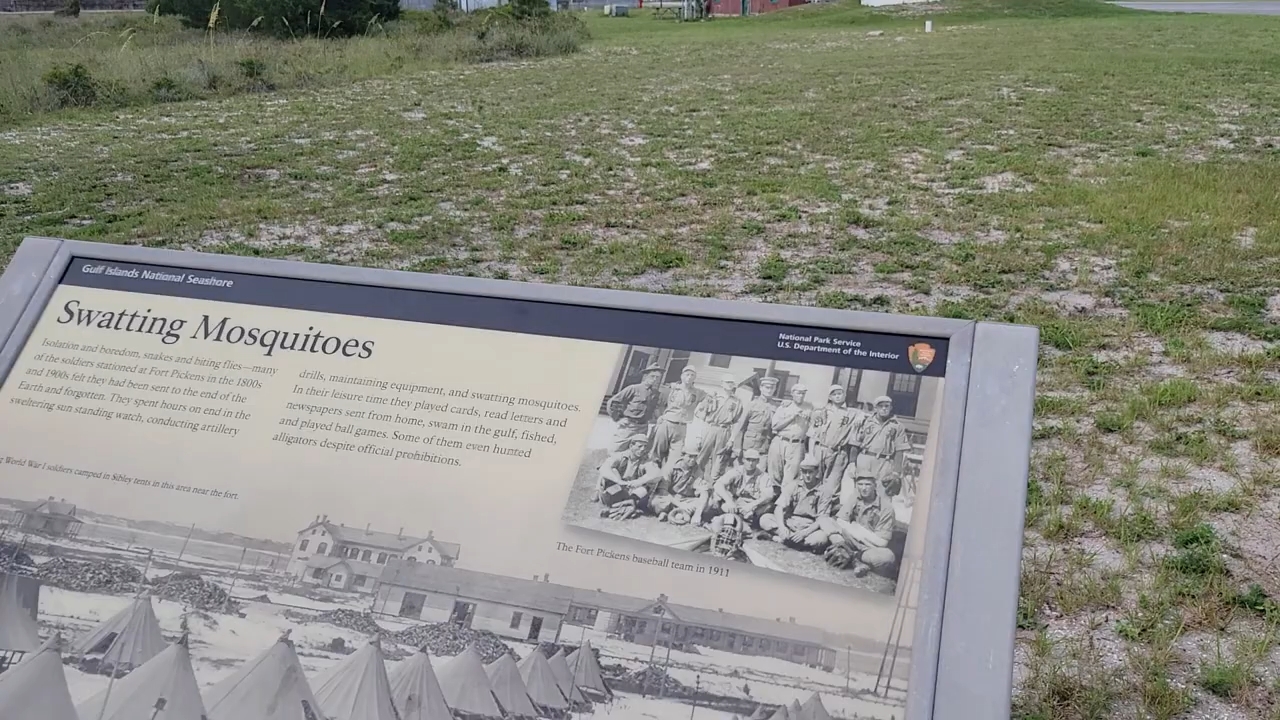 Gulf Islands National Seashore
National Park Service
U.S. Department of the Interior
Swatting Mosquitoes
Isolation and boredom, snakes and biting flies—many
of the soldiers stationed at Fort Pickens in the 1800s
and 1900s felt they had been sent to the end of the
Earth and forgotten. They spent hours on end in the
sweltering sun standing watch, conducting artillery
drills, maintaining equipment, and swatting mosquitoes.
In their leisure time they played cards, read letters and
newspapers sent from home, swam in the gulf, fished,
and played ball games. Some of them even hunted
alligators despite official prohibitions.
World War I soldiers camped in Sibley tents in this area near the fort.
The Fort Pickens baseball team in 1911